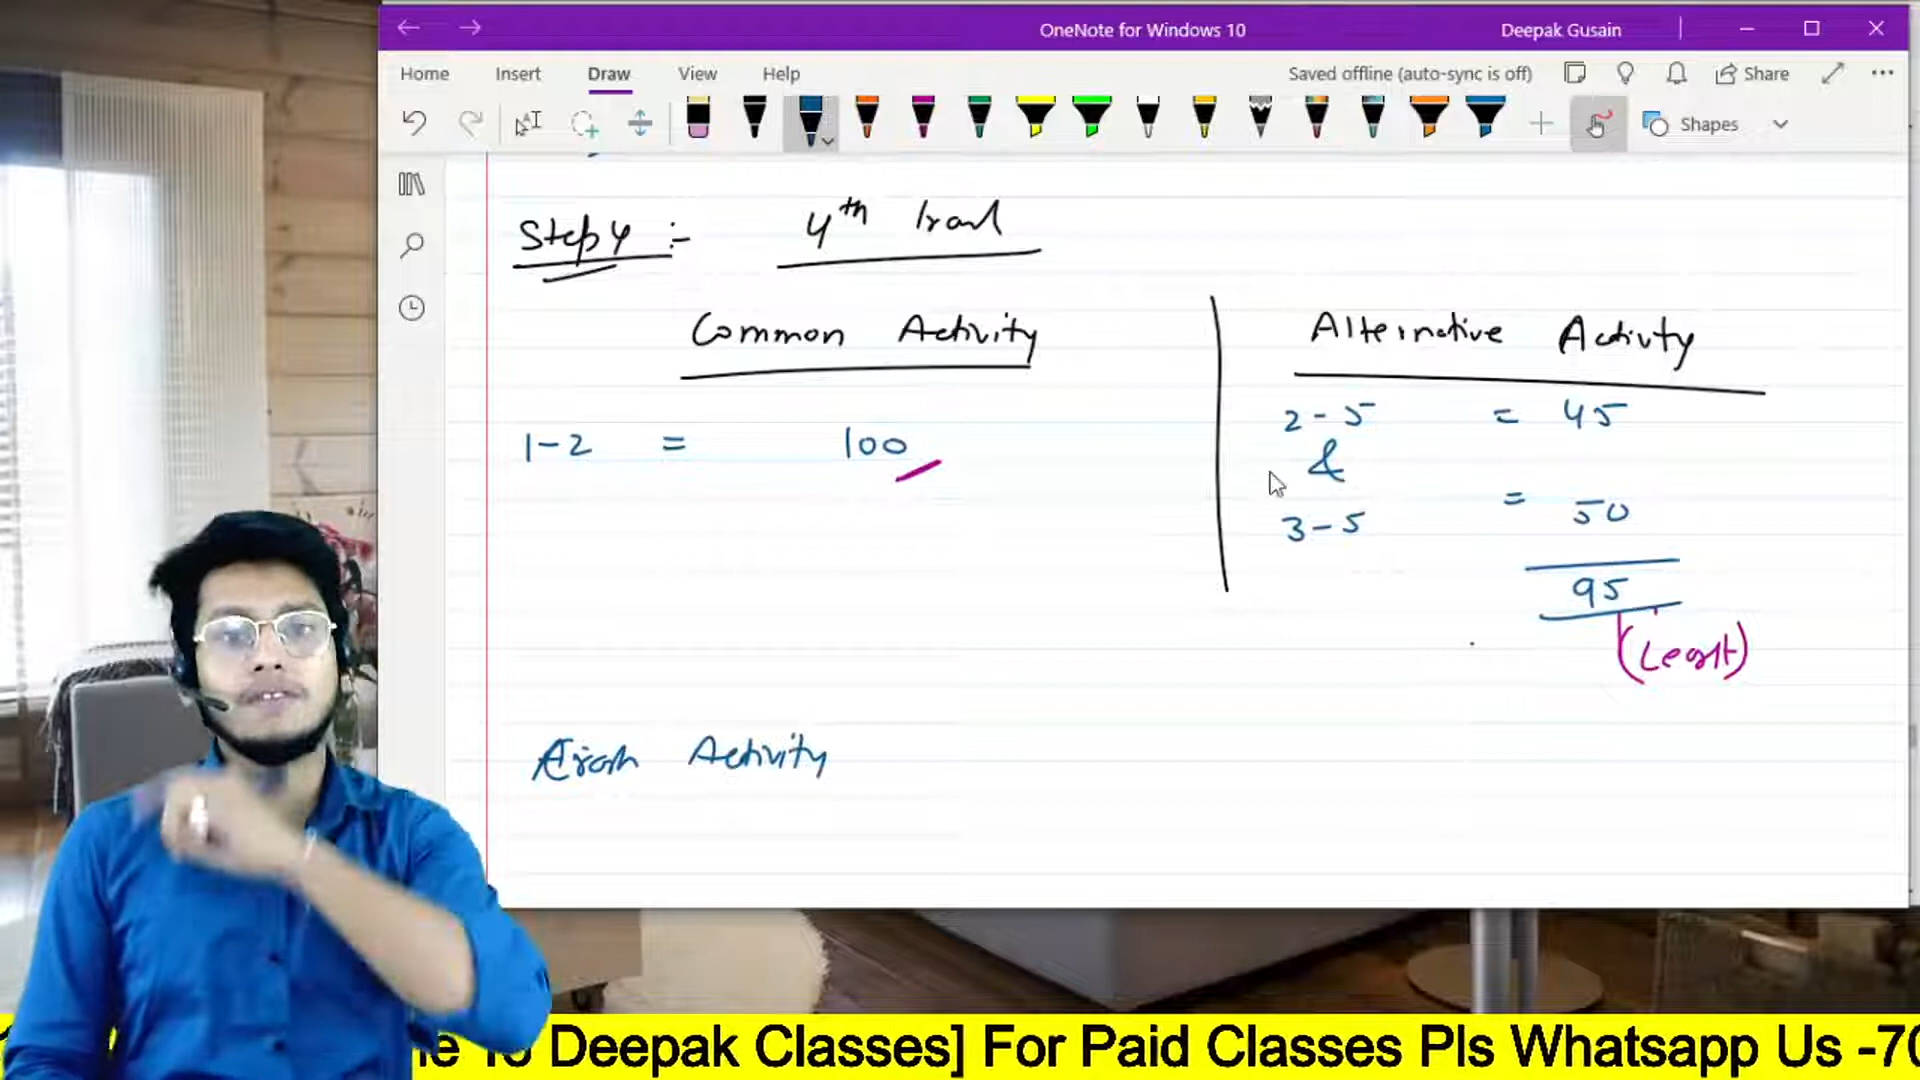 OneNote for Windows 10 Deepak Gusain
Home Insert Draw View Help Saved offline (auto-sync is off) Share
Shapes
Step 4 :- 4th
Common Activity Alternative Activity
1-2 = 100
2-5 = 45
&
3-5 = 50
95
(Least)
Crash Activity
To Deepak Classes] For Paid Classes Pls Whatsapp Us -70